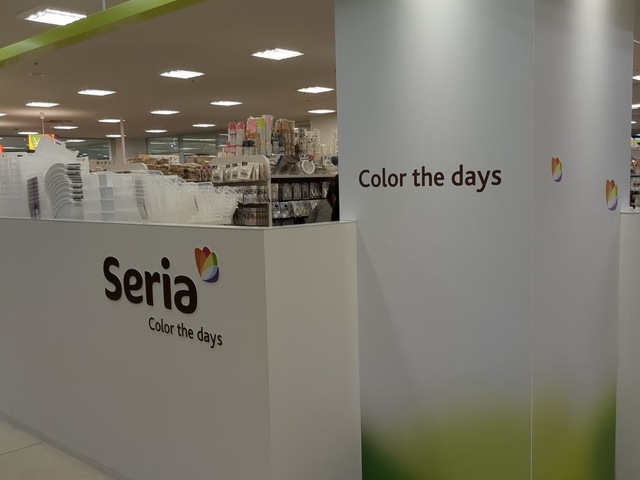 Seria
Color the days
Color the days